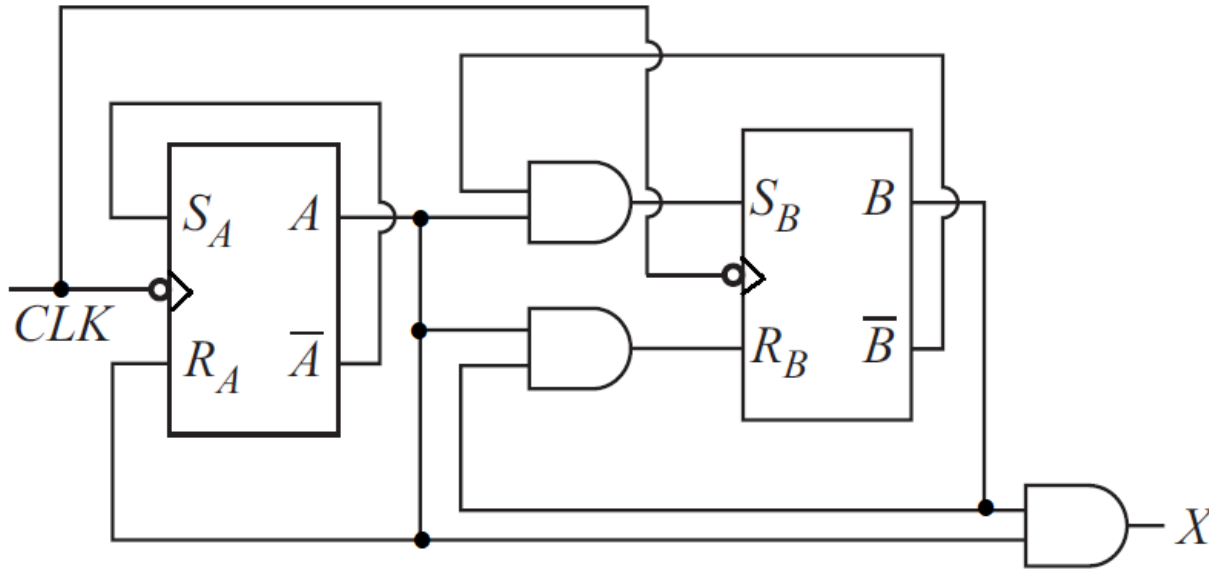 S_A A
CLK
R_A A̅
S_B B
R_B B̅
X